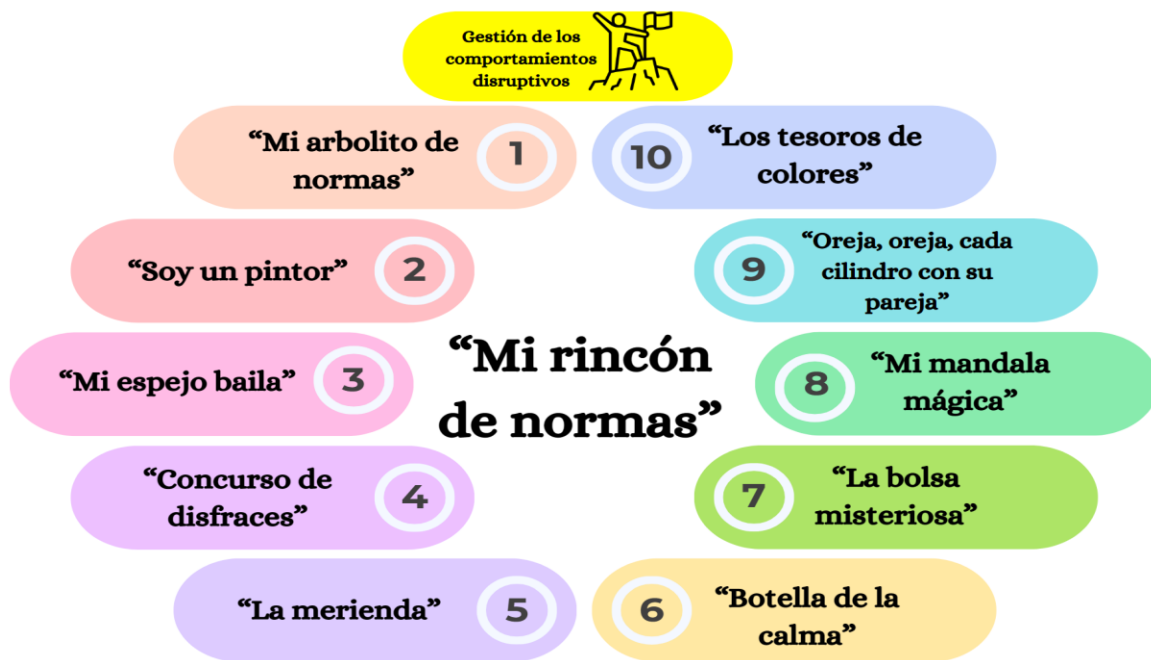 Gestión de los
comportamientos
disruptivos
“Mi arbolito de
normas”
1
“Soy un pintor”
2
“Mi espejo baila”
3
“Concurso de
disfraces”
4
“La merienda”
5
“Mi rincón
de normas”
10
“Los tesoros de
colores”
9
“Oreja, oreja, cada
cilindro con su
pareja”
8
“Mi mandala
mágica”
7
“La bolsa
misteriosa”
6
“Botella de la
calma”